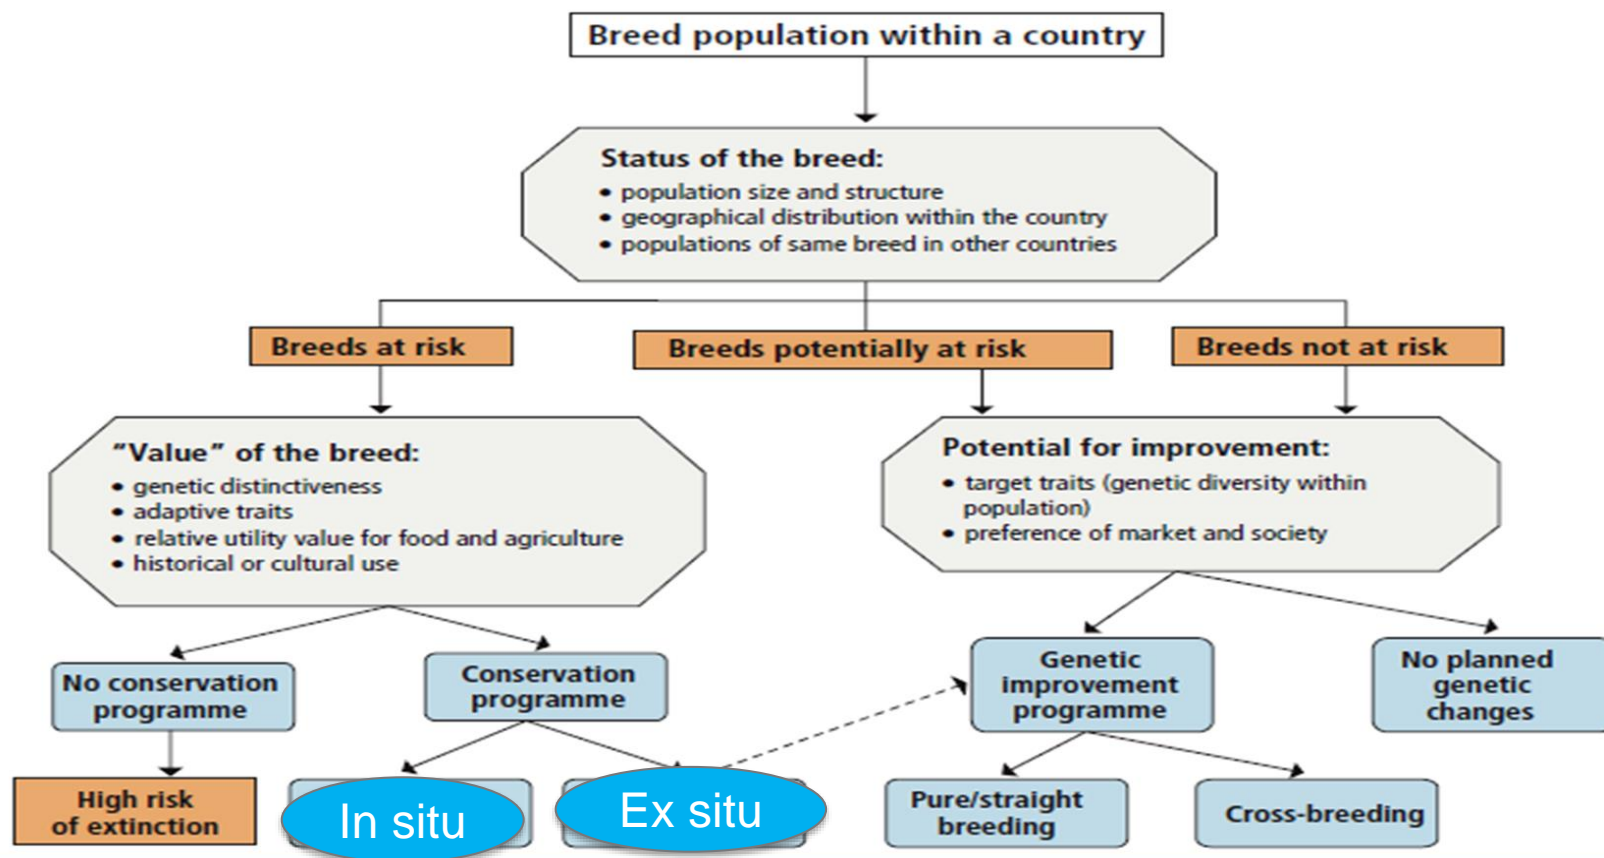 Breed population within a country
Status of the breed:
• population size and structure
• geographical distribution within the country
• populations of same breed in other countries
Breeds at risk
Breeds potentially at risk
Breeds not at risk
“Value” of the breed:
• genetic distinctiveness
• adaptive traits
• relative utility value for food and agriculture
• historical or cultural use
Potential for improvement:
• target traits (genetic diversity within
population)
• preference of market and society
No conservation
programme
Conservation
programme
Genetic
improvement
programme
No planned
genetic
changes
High risk
of extinction
In situ
Ex situ
Pure/straight
breeding
Cross-breeding